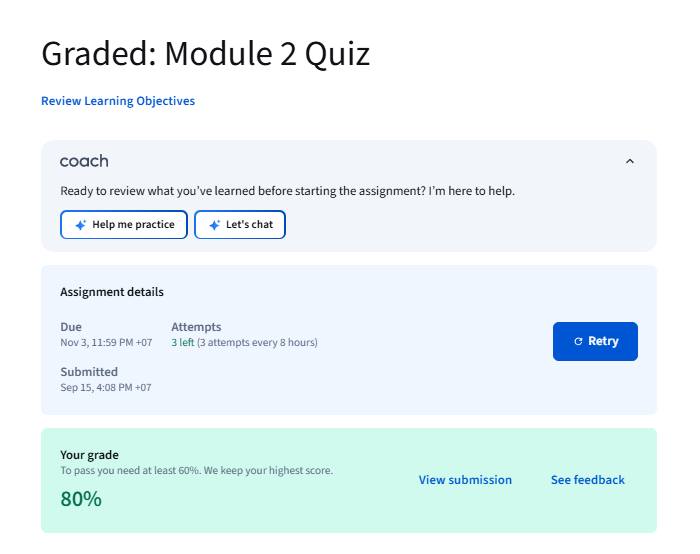 Graded: Module 2 Quiz
Review Learning Objectives
coach
Ready to review what you’ve learned before starting the assignment? I’m here to help.
Help me practice
Let's chat
Assignment details
Due
Nov 3, 11:59 PM +07
Attempts
3 left (3 attempts every 8 hours)
Retry
Submitted
Sep 15, 4:08 PM +07
Your grade
To pass you need at least 60%. We keep your highest score.
80%
View submission
See feedback